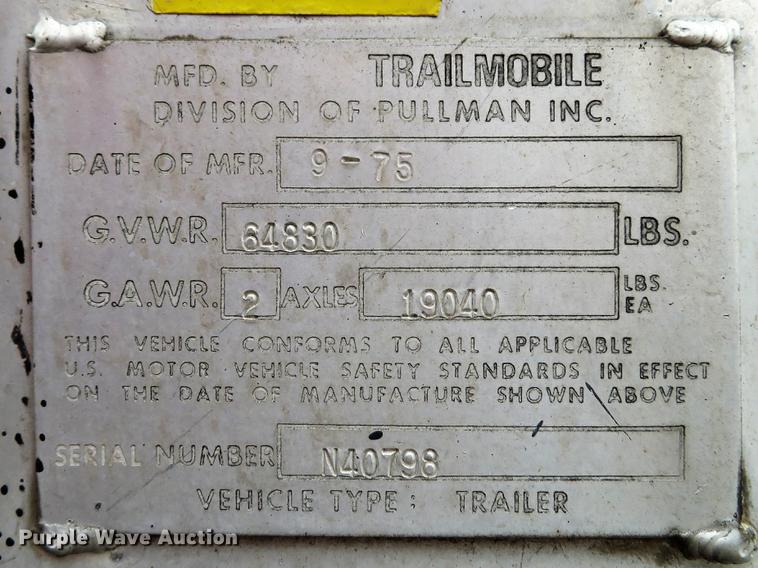 MFD. BY TRAILMOBILE
DIVISION OF PULLMAN INC.
DATE OF MFR. 9-75
G.V.W.R. 64830 LBS.
G.A.W.R. 2 AXLES 19040 LBS. EA
THIS VEHICLE CONFORMS TO ALL APPLICABLE
U.S. MOTOR VEHICLE SAFETY STANDARDS IN EFFECT
ON THE DATE OF MANUFACTURE SHOWN ABOVE
SERIAL NUMBER N40798
VEHICLE TYPE: TRAILER
Purple Wave Auction